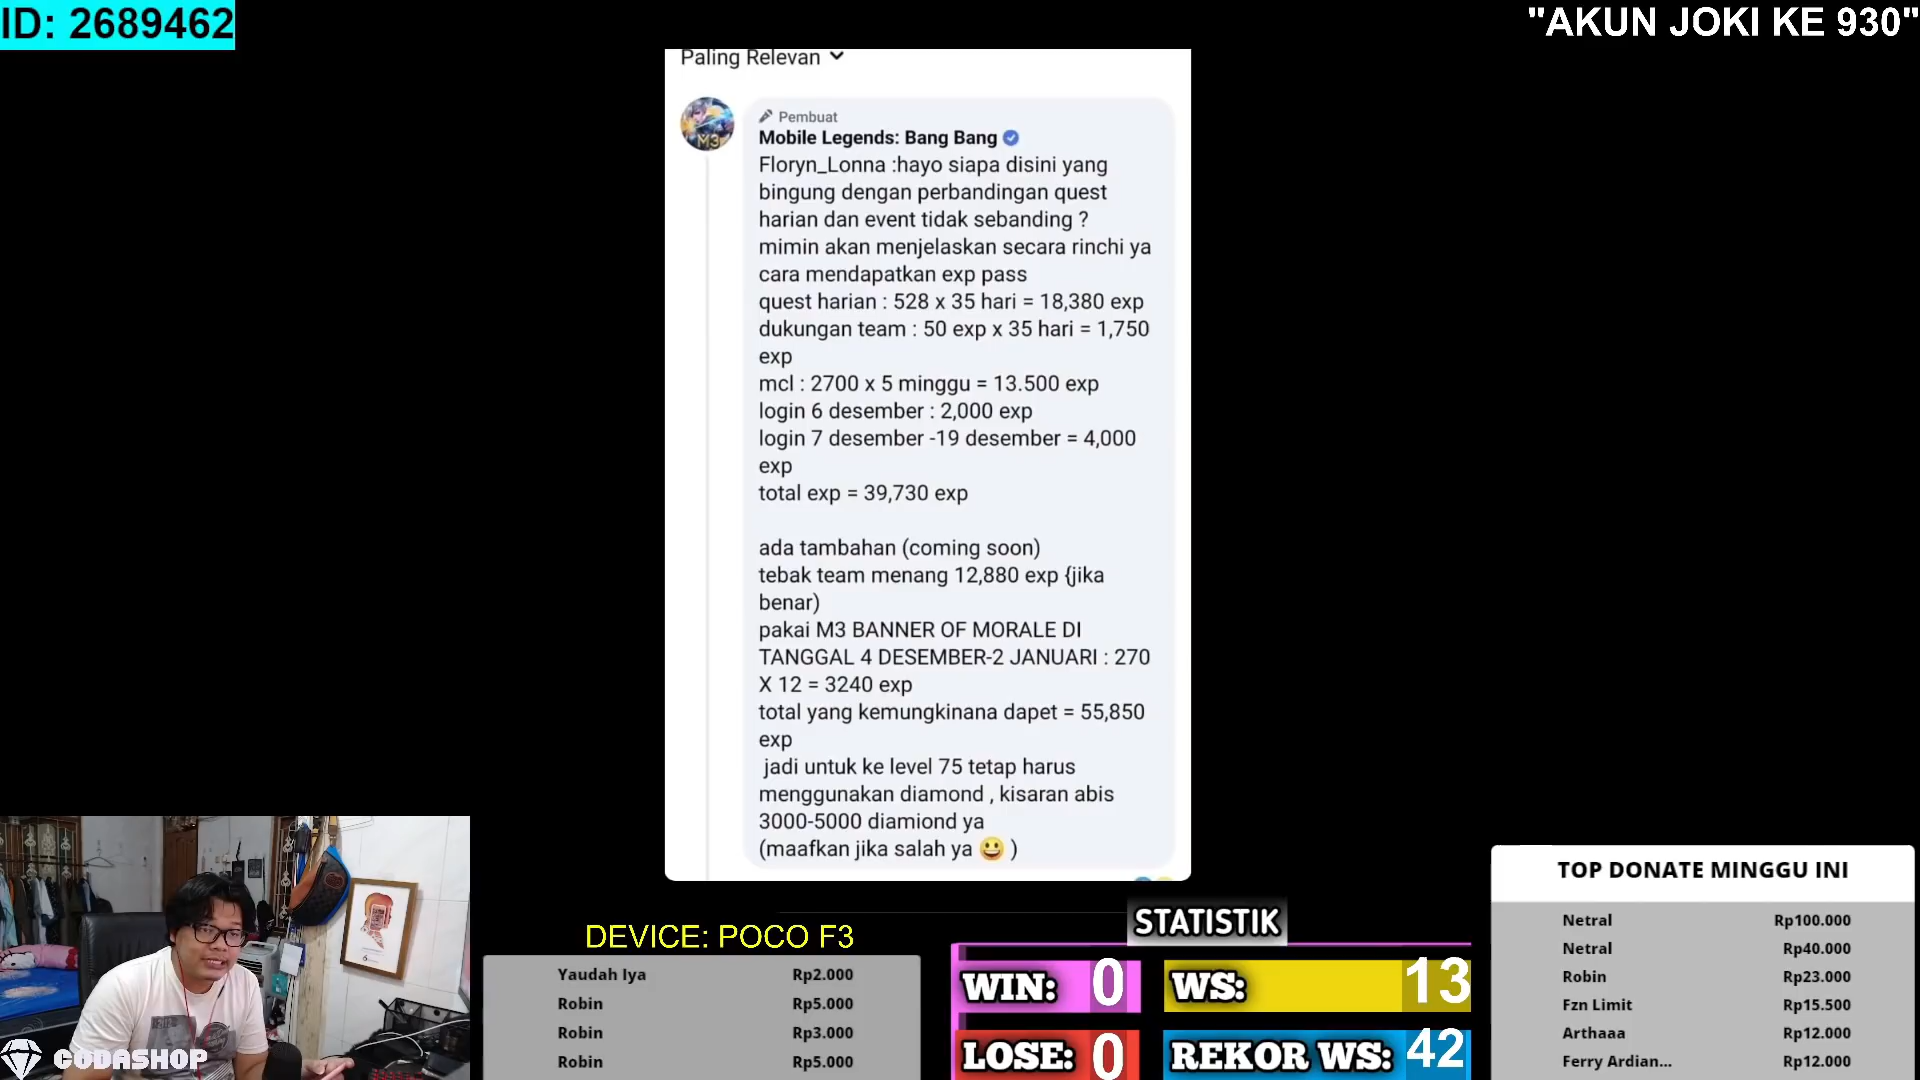 ID: 2689462
"AKUN JOKI KE 930"
Paling Relevan
Pembuat
Mobile Legends: Bang Bang
Floryn_Lonna :hayo siapa disini yang
bingung dengan perbandingan quest
harian dan event tidak sebanding ?
mimin akan menjelaskan secara rinchi ya
cara mendapatkan exp pass
quest harian : 528 x 35 hari = 18,380 exp
dukungan team : 50 exp x 35 hari = 1,750
exp
mcl : 2700 x 5 minggu = 13.500 exp
login 6 desember : 2,000 exp
login 7 desember -19 desember = 4,000
exp
total exp = 39,730 exp
ada tambahan (coming soon)
tebak team menang 12,880 exp {jika
benar)
pakai M3 BANNER OF MORALE DI
TANGGAL 4 DESEMBER-2 JANUARI : 270
X 12 = 3240 exp
total yang kemungkinana dapet = 55,850
exp
jadi untuk ke level 75 tetap harus
menggunakan diamond , kisaran abis
3000-5000 diamiond ya
(maafkan jika salah ya 😀 )
M3
CODASHOP
DEVICE: POCO F3
Yaudah Iya Rp2.000
Robin Rp5.000
Robin Rp3.000
Robin Rp5.000
STATISTIK
WIN: 0
WS: 13
LOSE: 0
REKOR WS: 42
TOP DONATE MINGGU INI
Netral Rp100.000
Netral Rp40.000
Robin Rp23.000
Fzn Limit Rp15.500
Arthaaa Rp12.000
Ferry Ardian... Rp12.000